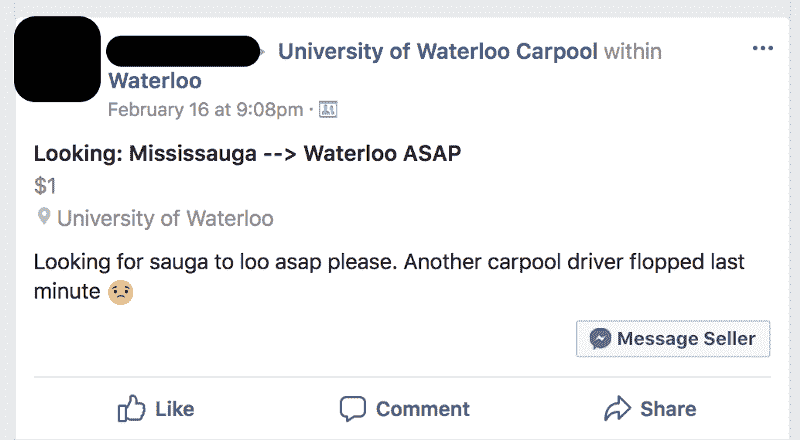 University of Waterloo Carpool within
Waterloo
February 16 at 9:08pm ·
Looking: Mississauga --> Waterloo ASAP
$1
University of Waterloo
Looking for sauga to loo asap please. Another carpool driver flopped last
minute
Message Seller
Like Comment Share